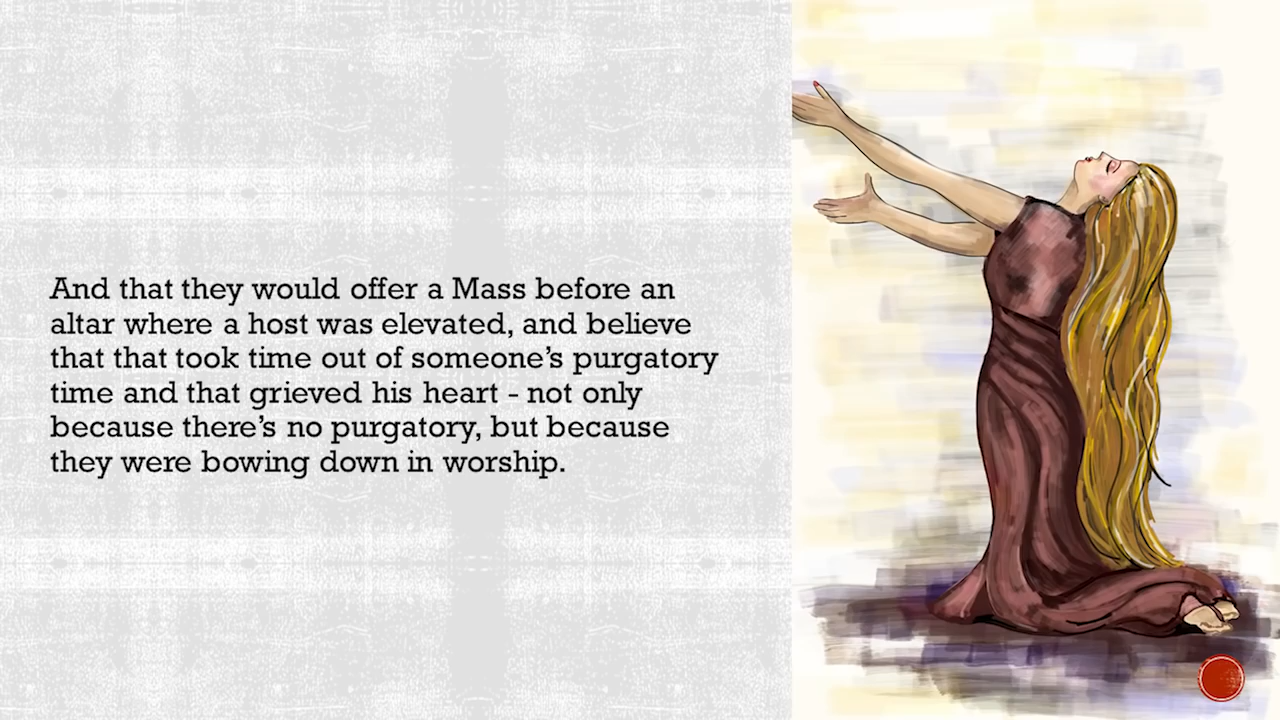 And that they would offer a Mass before an
altar where a host was elevated, and believe
that that took time out of someone’s purgatory
time and that grieved his heart - not only
because there’s no purgatory, but because
they were bowing down in worship.